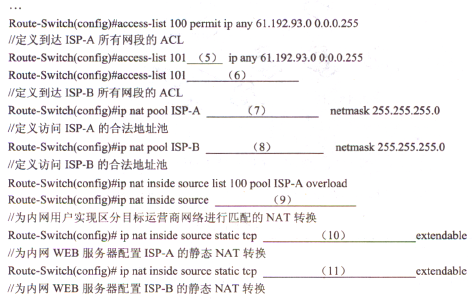 …
Route-Switch(config)#access-list 100 permit ip any 61.192.93.0 0.0.0.255
//定义到达 ISP-A 所有网段的 ACL
Route-Switch(config)#access-list 101 （5） ip any 61.192.93.0 0.0.0.255
Route-Switch(config)#access-list 101 （6）
//定义到达 ISP-B 所有网段的 ACL
Route-Switch(config)#ip nat pool ISP-A （7） netmask 255.255.255.0
//定义访问 ISP-A 的合法地址池
Route-Switch(config)#ip nat pool ISP-B （8） netmask 255.255.255.0
//定义访问 ISP-B 的合法地址池
Route-Switch(config)#ip nat inside source list 100 pool ISP-A overload
Route-Switch(config)#ip nat inside source （9）
//为内网用户实现区分目标运营商网络进行匹配的 NAT 转换
Route-Switch(config)# ip nat inside source static tcp （10） extendable
//为内网 WEB 服务器配置 ISP-A 的静态 NAT 转换
Route-Switch(config)# ip nat inside source static tcp （11） extendable
//为内网 WEB 服务器配置 ISP-B 的静态 NAT 转换